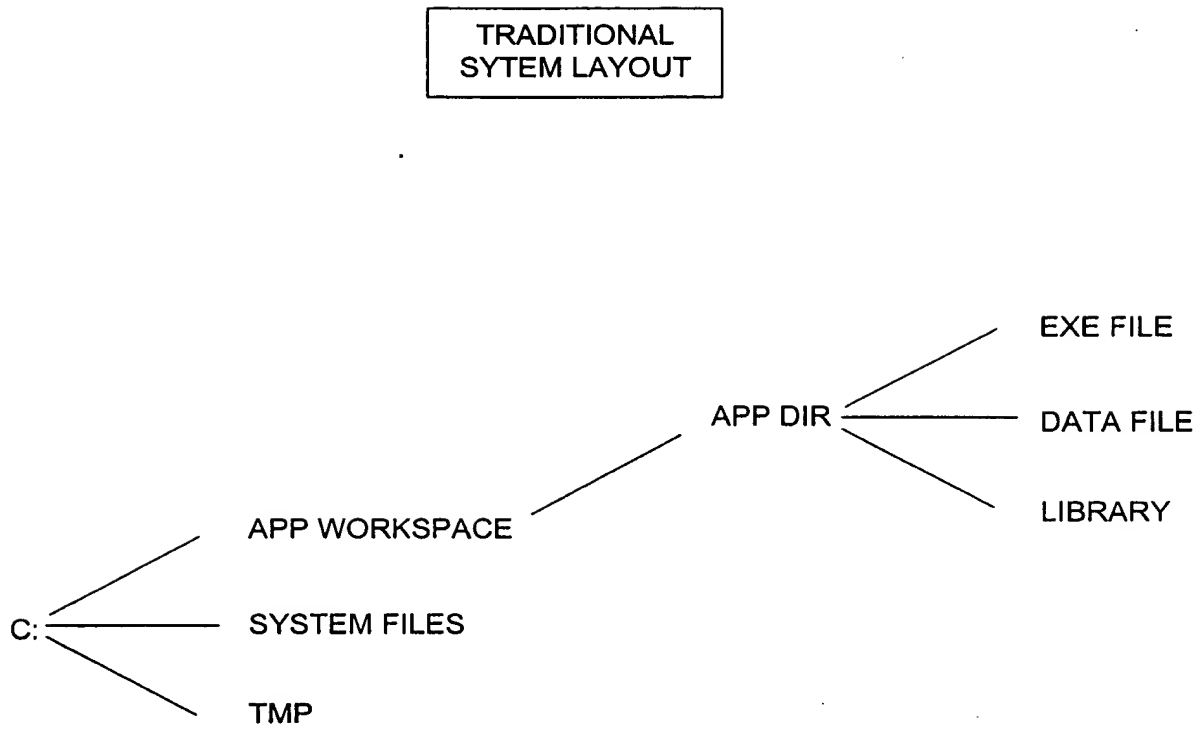 TRADITIONAL
SYTEM LAYOUT
EXE FILE
APP DIR
DATA FILE
LIBRARY
APP WORKSPACE
C:
SYSTEM FILES
TMP